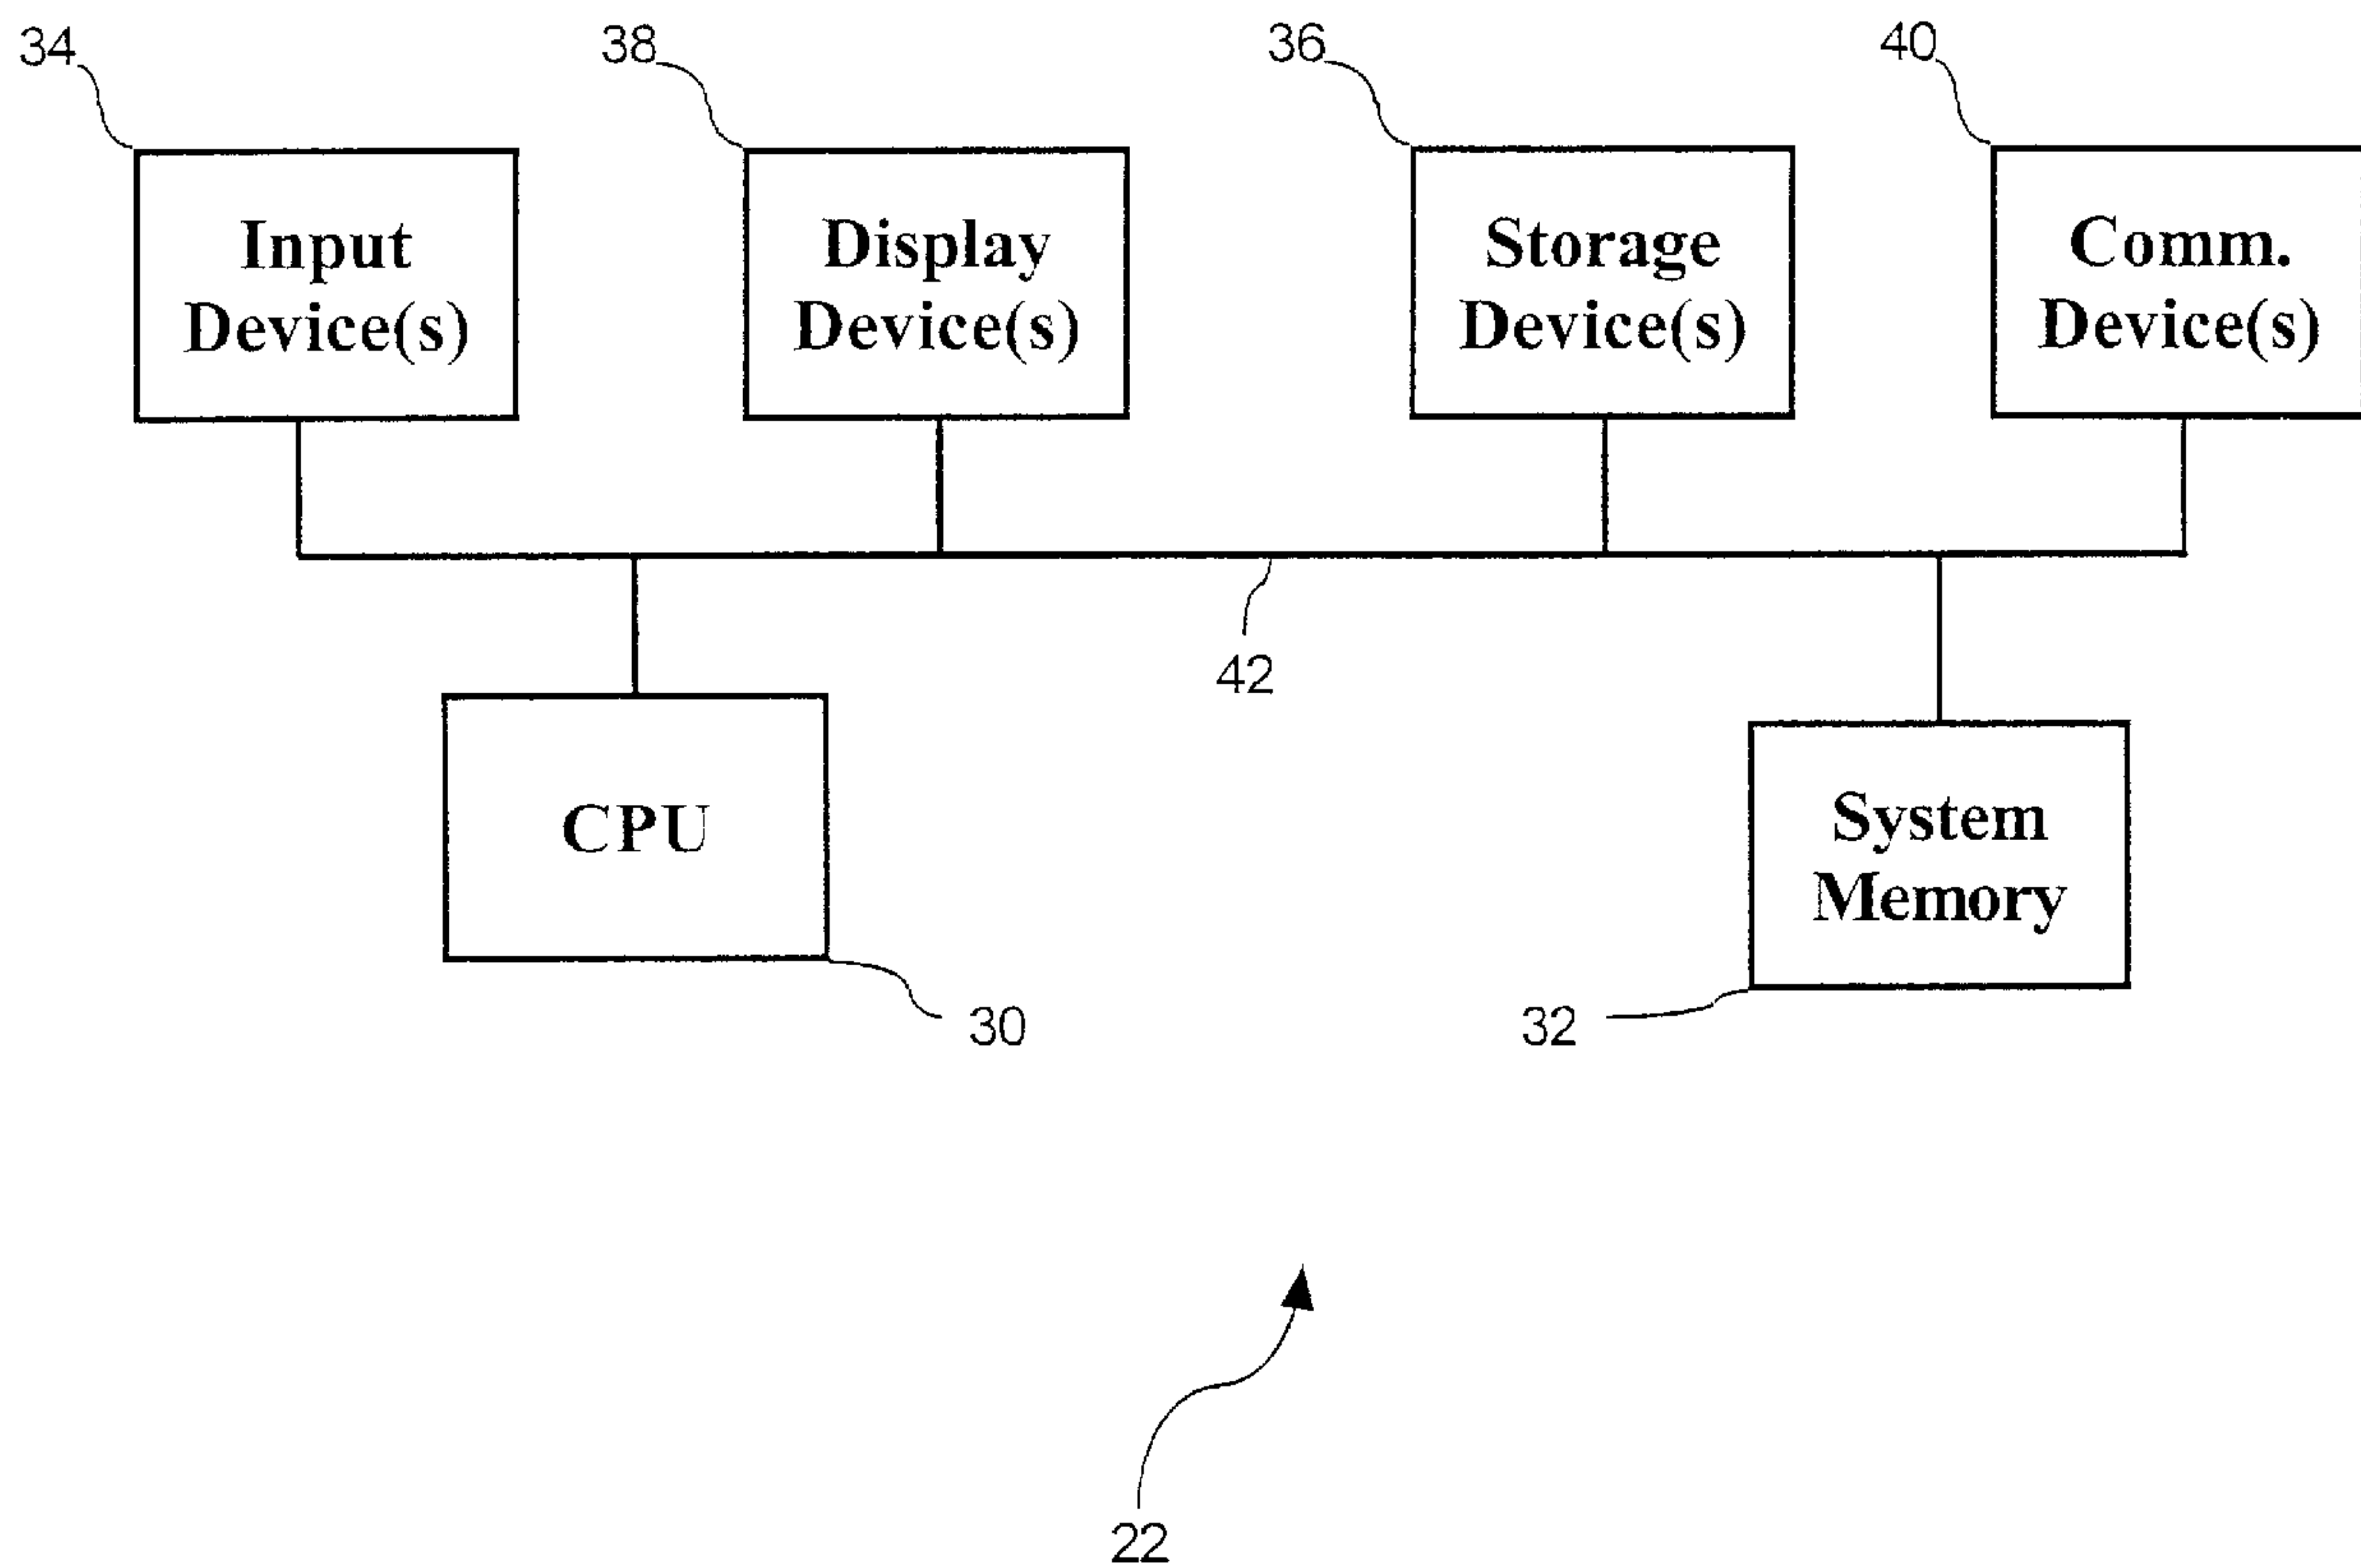 34
38
36
40
Input
Device(s)
Display
Device(s)
Storage
Device(s)
Comm.
Device(s)
42
CPU
System
Memory
30
32
22